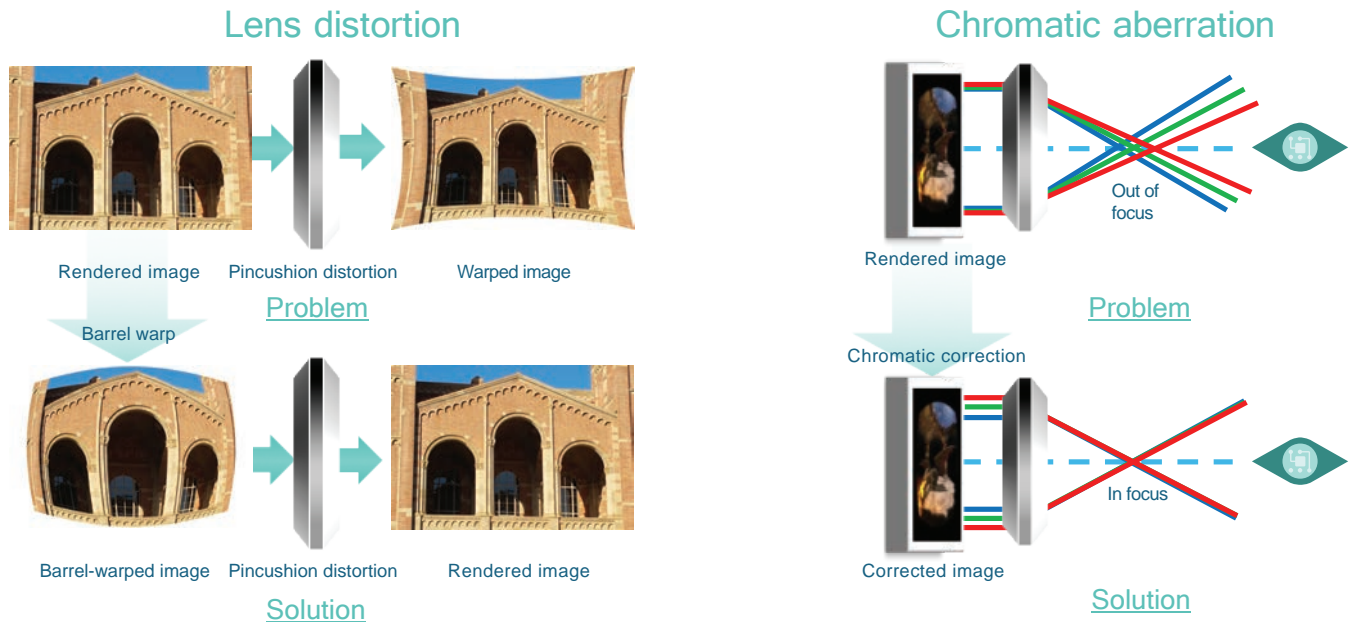 Lens distortion
Rendered image
Pincushion distortion
Warped image
Problem
Barrel warp
Barrel-warped image
Pincushion distortion
Rendered image
Solution
Chromatic aberration
Out of
focus
Rendered image
Problem
Chromatic correction
In focus
Corrected image
Solution